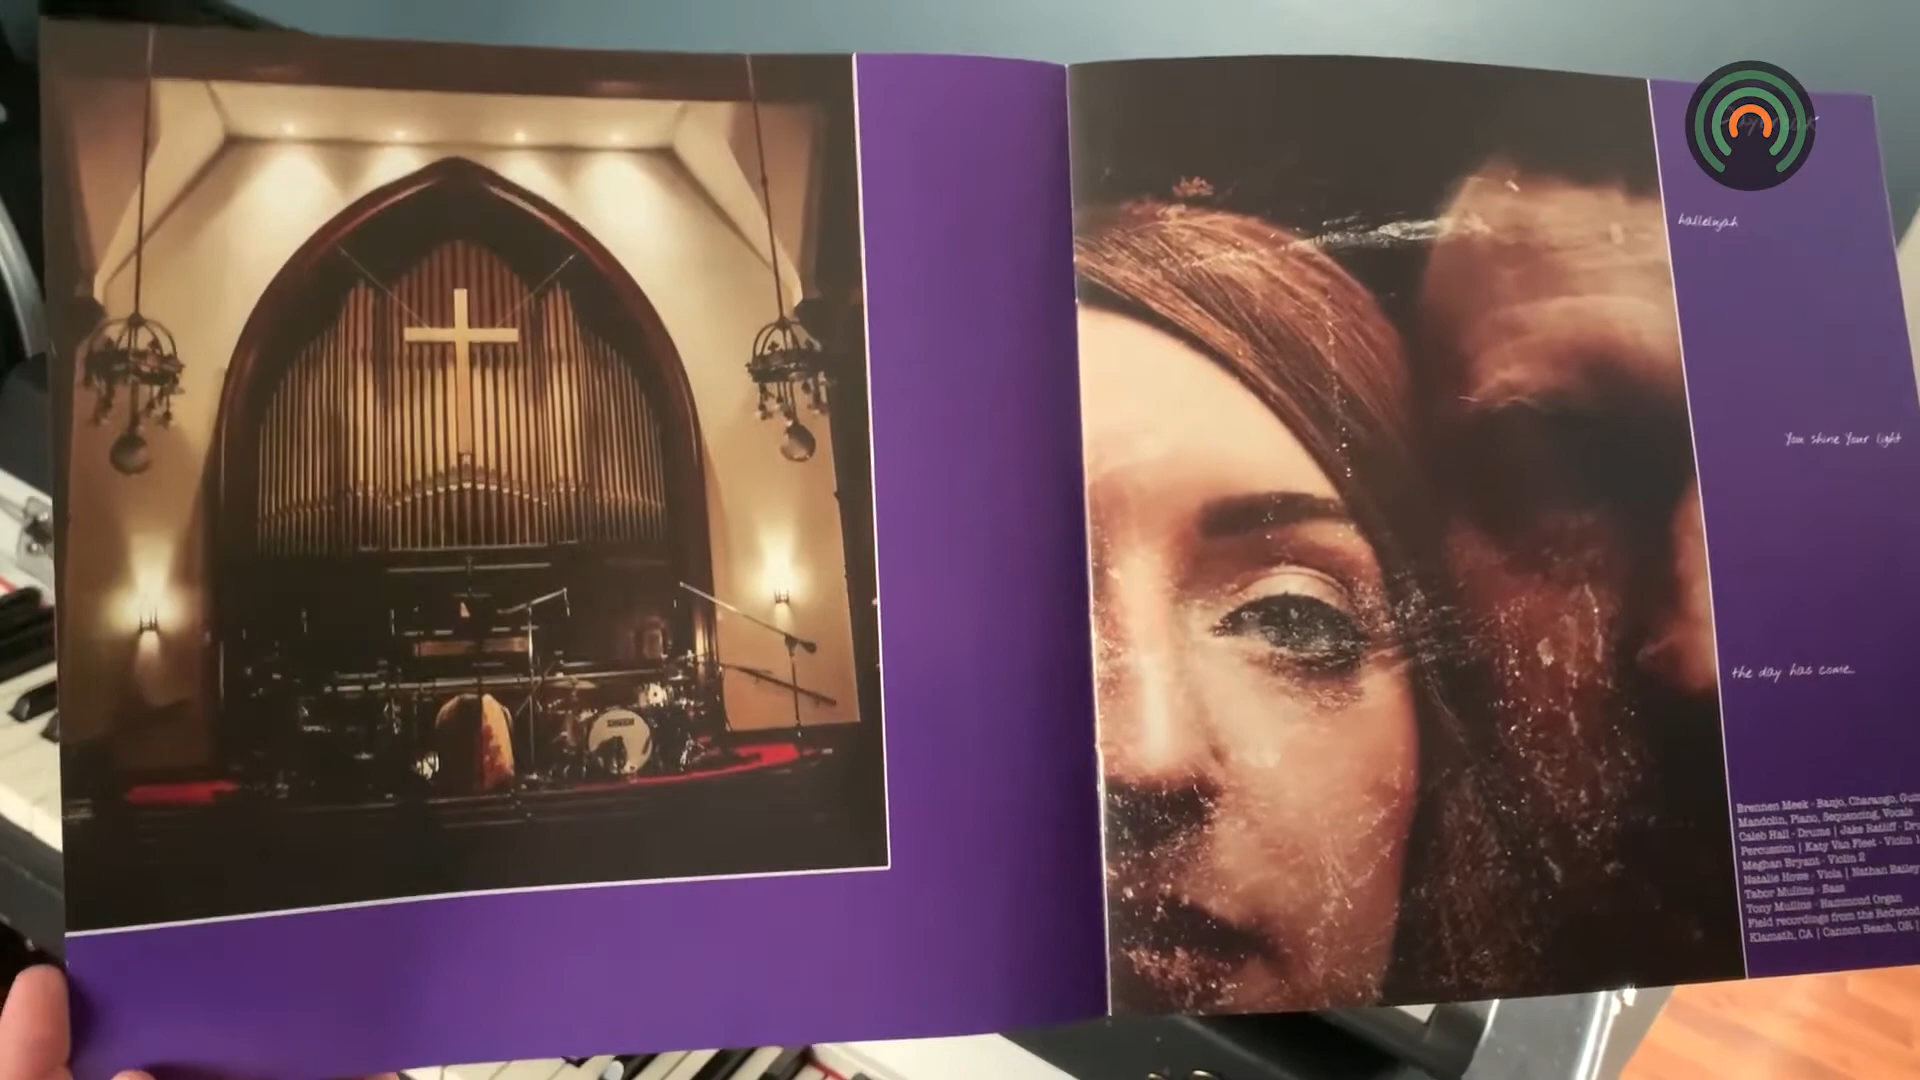 hallelujah
You shine Your light
the day has come
Brennen Meek - Banjo, Charango,
Mandolin, Piano, Sequencing, Vocals
Caleb Hall - Drums | Jake Ratliff -
Percussion | Katy Van Fleet - Violin 1
Meghan Bryant - Violin 2
Natalie Howe - Viola | Nathan Bailey
Tabor Mullins - Bass
Tony Mullins - Hammond Organ
Field recordings from the Redwood
Klamath, CA | Cannon Beach, OR |